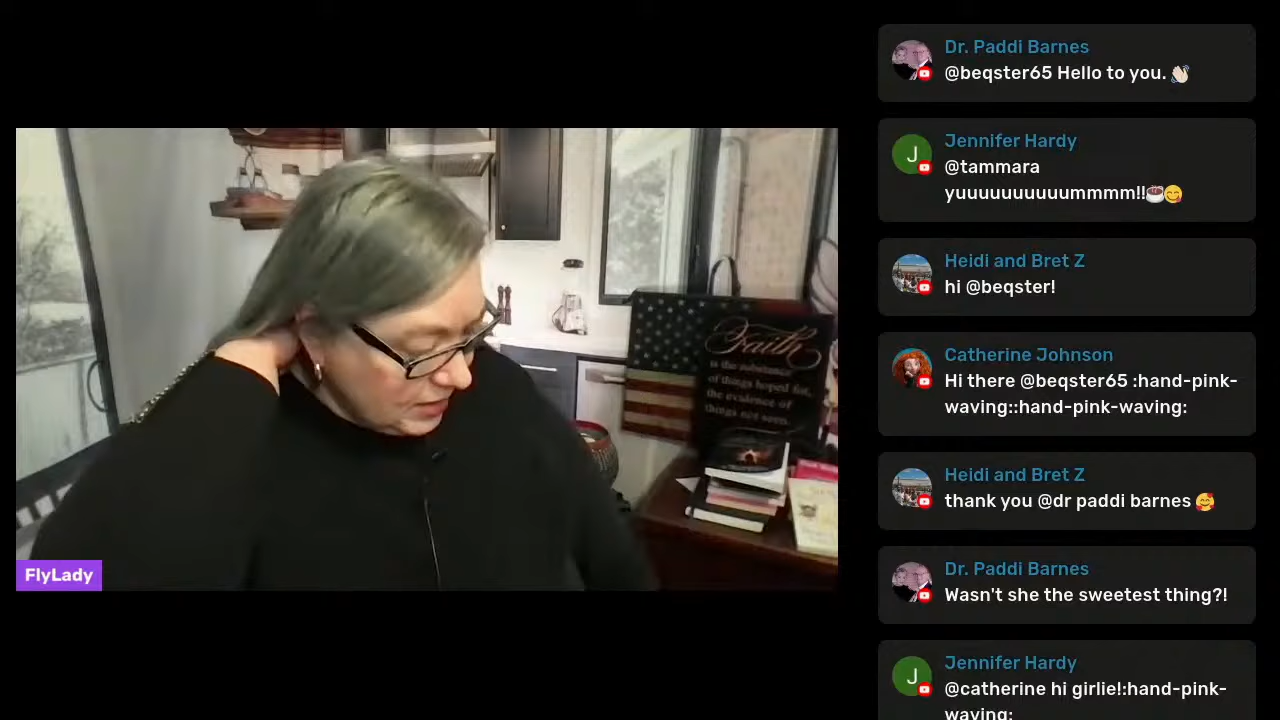 Faith
is the substance
of things hoped for,
the evidence of
things not seen.
FlyLady
Dr. Paddi Barnes
@beqster65 Hello to you. 👋🏻
Jennifer Hardy
@tammara
yuuuuuuuuuummmm!!☕😋
Heidi and Bret Z
hi @beqster!
Catherine Johnson
Hi there @beqster65 :hand-pink-
waving::hand-pink-waving:
Heidi and Bret Z
thank you @dr paddi barnes 🥰
Dr. Paddi Barnes
Wasn't she the sweetest thing?!
J
Jennifer Hardy
@catherine hi girlie!:hand-pink-
waving: